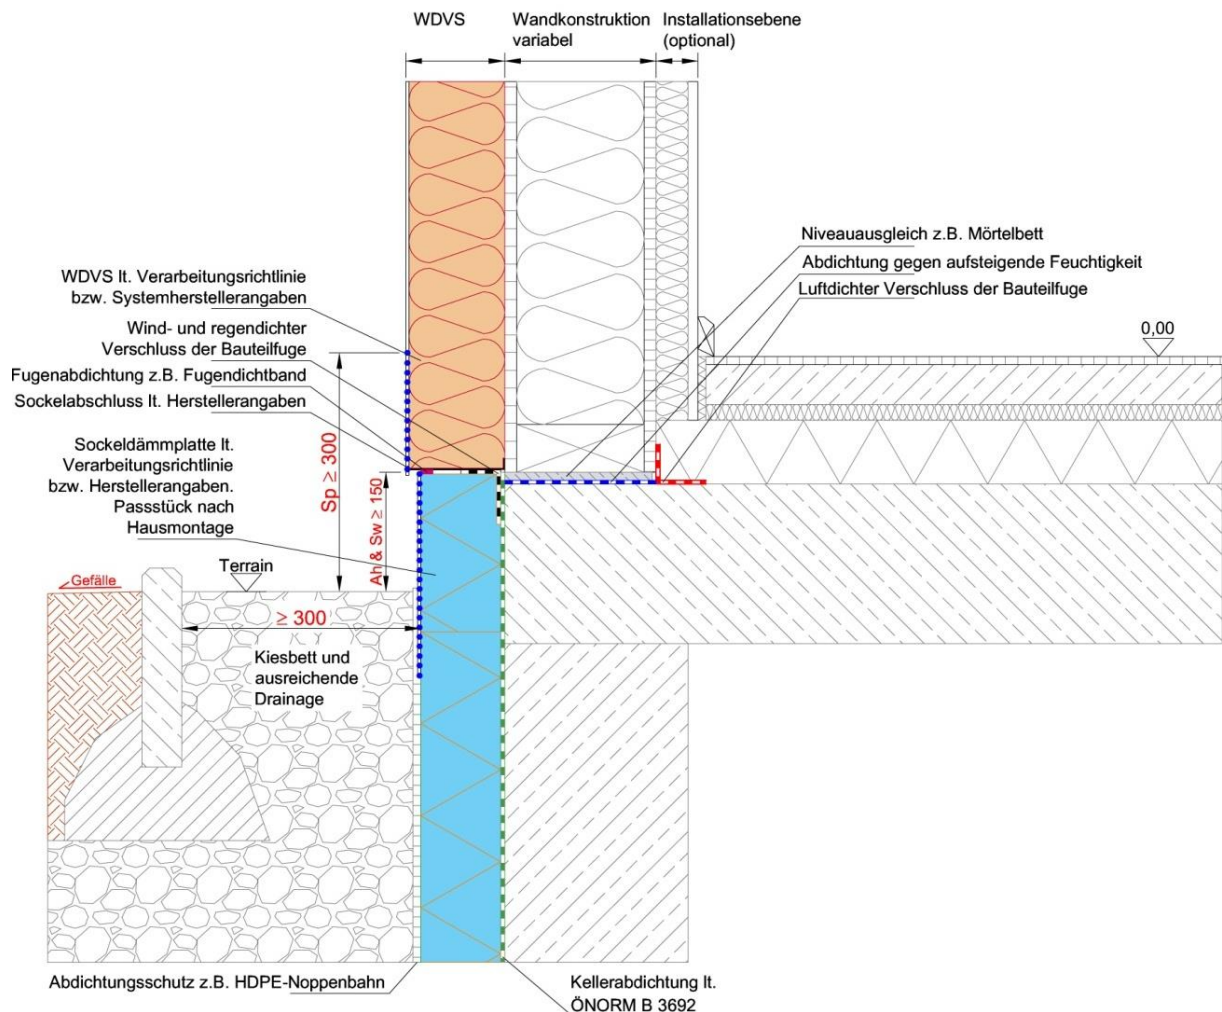 WDVS
Wandkonstruktion
variabel
Installationsebene
(optional)
Niveauausgleich z.B. Mörtelbett
Abdichtung gegen aufsteigende Feuchtigkeit
Luftdichter Verschluss der Bauteilfuge
0,00
WDVS lt. Verarbeitungsrichtlinie
bzw. Systemherstellerangaben
Wind- und regendichter
Verschluss der Bauteilfuge
Fugenabdichtung z.B. Fugendichtband
Sockelabschluss lt. Herstellerangaben
Sockeldämmplatte lt.
Verarbeitungsrichtlinie
bzw. Herstellerangaben.
Passstück nach
Hausmontage
Sp ≥ 300
Ah & Sw ≥ 150
Terrain
Gefälle
≥ 300
Kiesbett und
ausreichende
Drainage
Abdichtungsschutz z.B. HDPE-Noppenbahn
Kellerabdichtung lt.
ÖNORM B 3692